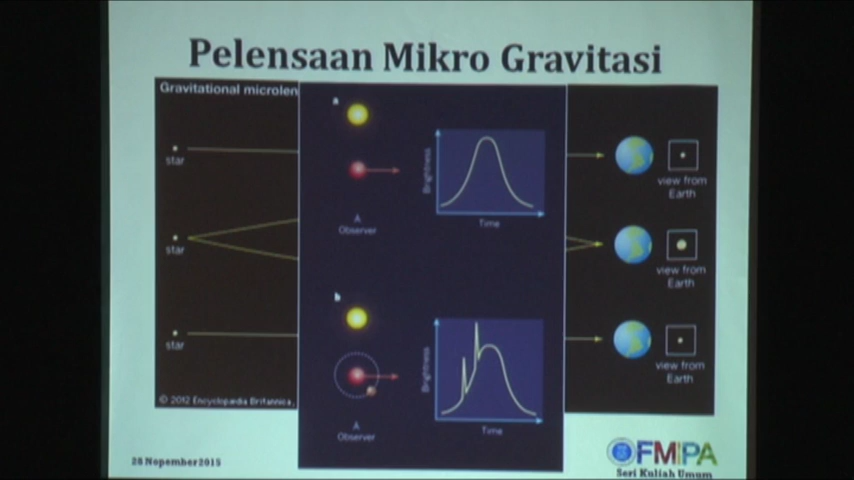 Pelensaan Mikro Gravitasi
Gravitational microlen
a
star
Brightness
Time
A
Observer
view from
Earth
star
view from
Earth
b
star
Brightness
Time
A
Observer
view from
Earth
© 2012 Encyclopædia Britannica,
28 Nopember 2015
FMIPA
Seri Kuliah Umum